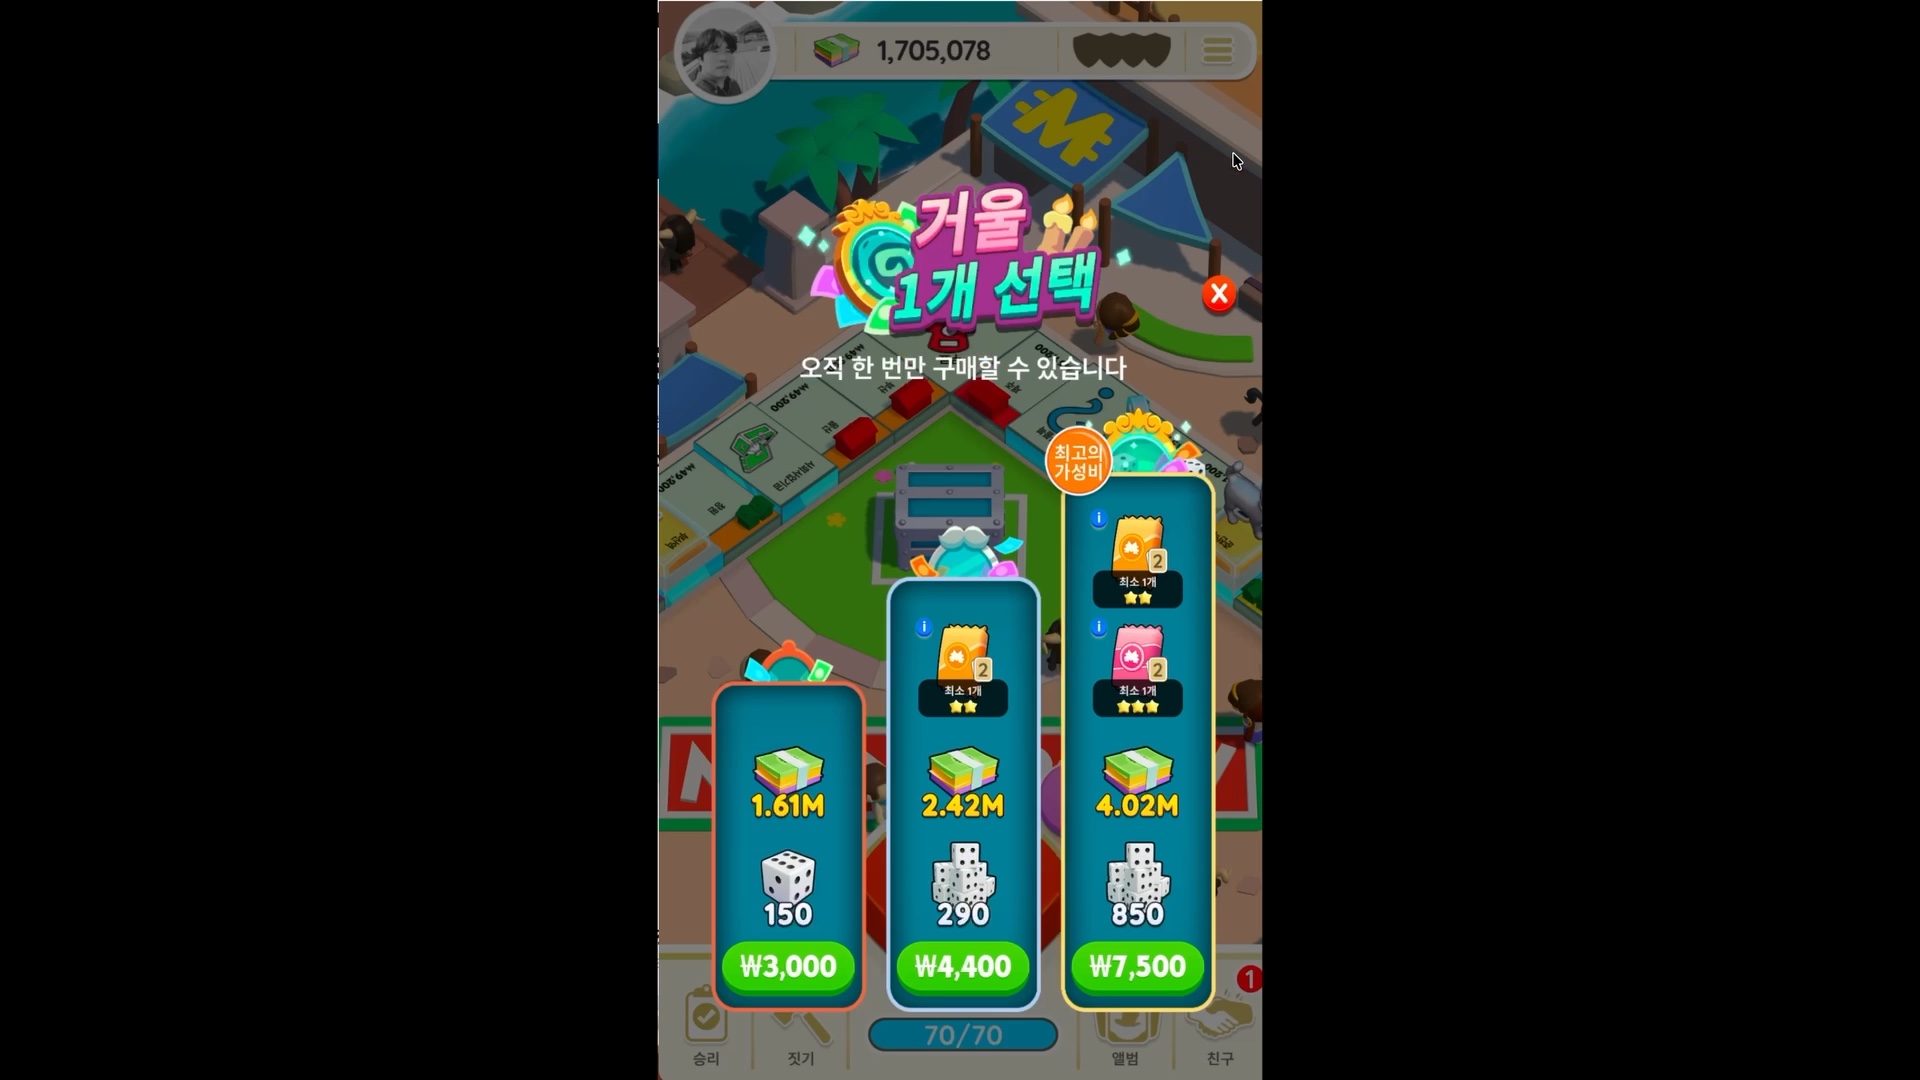 1,705,078
거울
1개 선택
오직 한 번만 구매할 수 있습니다
최고의
가성비
2
최소 1개
2
최소 1개
2
최소 1개
1.61M
2.42M
4.02M
150
290
850
₩3,000
₩4,400
₩7,500
1
70/70
승리
짓기
앨범
친구